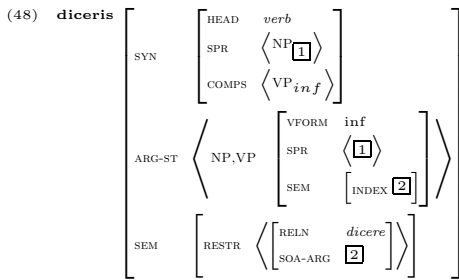 (48) diceris
SYN
HEAD verb
SPR ⟨NP 1⟩
COMPS ⟨VP inf⟩
ARG-ST ⟨NP,VP
VFORM inf
SPR ⟨1⟩
SEM [INDEX 2]⟩
SEM [RESTR ⟨
RELN dicere
SOA-ARG 2
⟩]